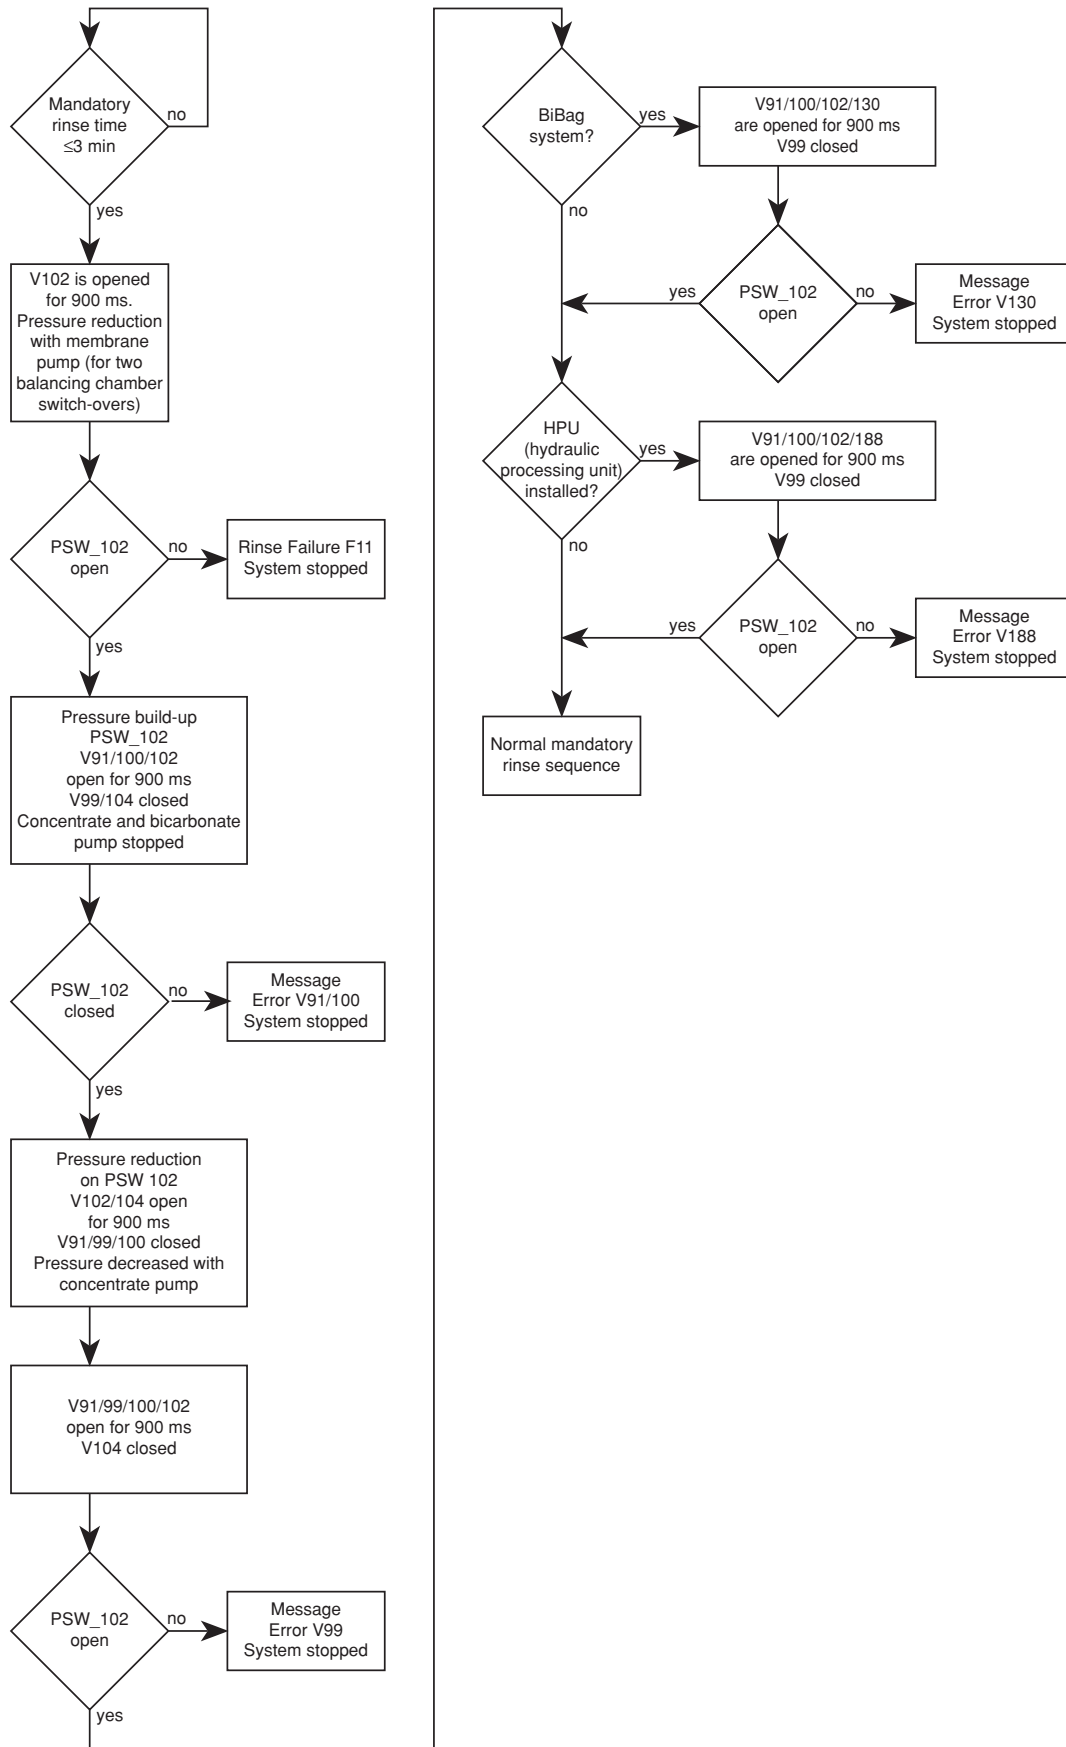 Mandatory
rinse time
≤3 min
no
yes
V102 is opened
for 900 ms.
Pressure reduction
with membrane
pump (for two
balancing chamber
switch-overs)
PSW_102
open
no
Rinse Failure F11
System stopped
yes
Pressure build-up
PSW_102
V91/100/102
open for 900 ms
V99/104 closed
Concentrate and bicarbonate
pump stopped
PSW_102
closed
no
Message
Error V91/100
System stopped
yes
Pressure reduction
on PSW 102
V102/104 open
for 900 ms
V91/99/100 closed
Pressure decreased with
concentrate pump
V91/99/100/102
open for 900 ms
V104 closed
PSW_102
open
no
Message
Error V99
System stopped
yes
BiBag
system?
yes
V91/100/102/130
are opened for 900 ms
V99 closed
no
PSW_102
open
yes
no
Message
Error V130
System stopped
HPU
(hydraulic
processing unit)
installed?
yes
V91/100/102/188
are opened for 900 ms
V99 closed
no
PSW_102
open
yes
no
Message
Error V188
System stopped
Normal mandatory
rinse sequence